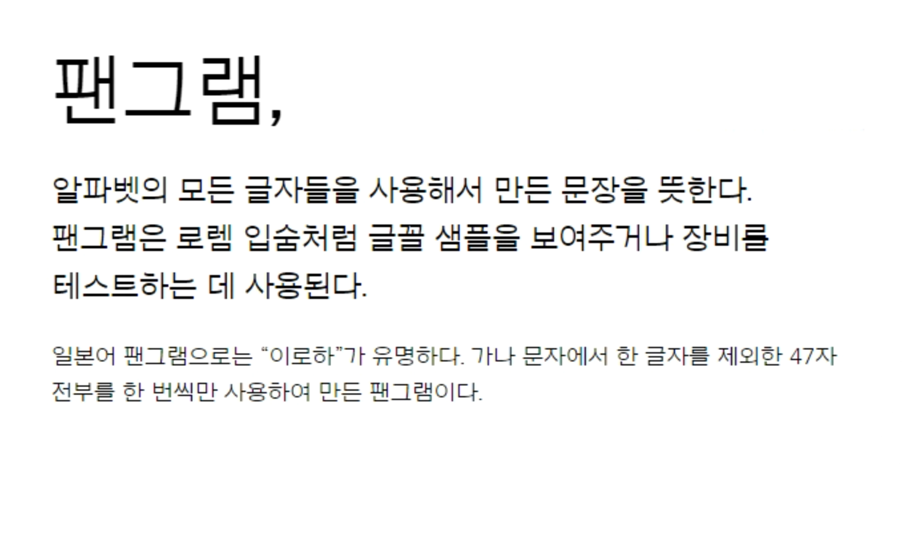 팬그램,
알파벳의 모든 글자들을 사용해서 만든 문장을 뜻한다.
팬그램은 로렘 입숨처럼 글꼴 샘플을 보여주거나 장비를
테스트하는 데 사용된다.
일본어 팬그램으로는 “이로하”가 유명하다. 가나 문자에서 한 글자를 제외한 47자
전부를 한 번씩만 사용하여 만든 팬그램이다.